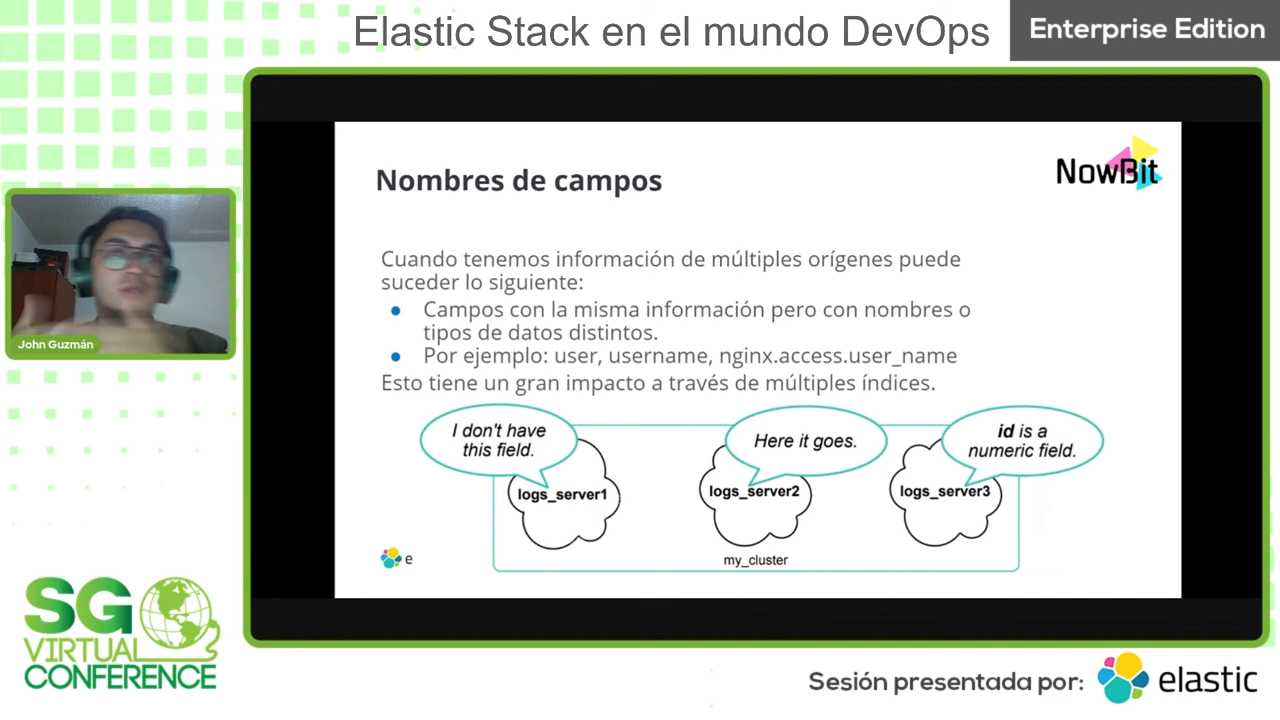 Elastic Stack en el mundo DevOps
Enterprise Edition
Nombres de campos
NowBit
Cuando tenemos información de múltiples orígenes puede
suceder lo siguiente:
● Campos con la misma información pero con nombres o
tipos de datos distintos.
● Por ejemplo: user, username, nginx.access.user_name
Esto tiene un gran impacto a través de múltiples índices.
I don't have
this field.
Here it goes.
id is a
numeric field.
logs_server1
logs_server2
logs_server3
my_cluster
e
John Guzmán
SG
VIRTUAL
CONFERENCE
Sesión presentada por:
elastic